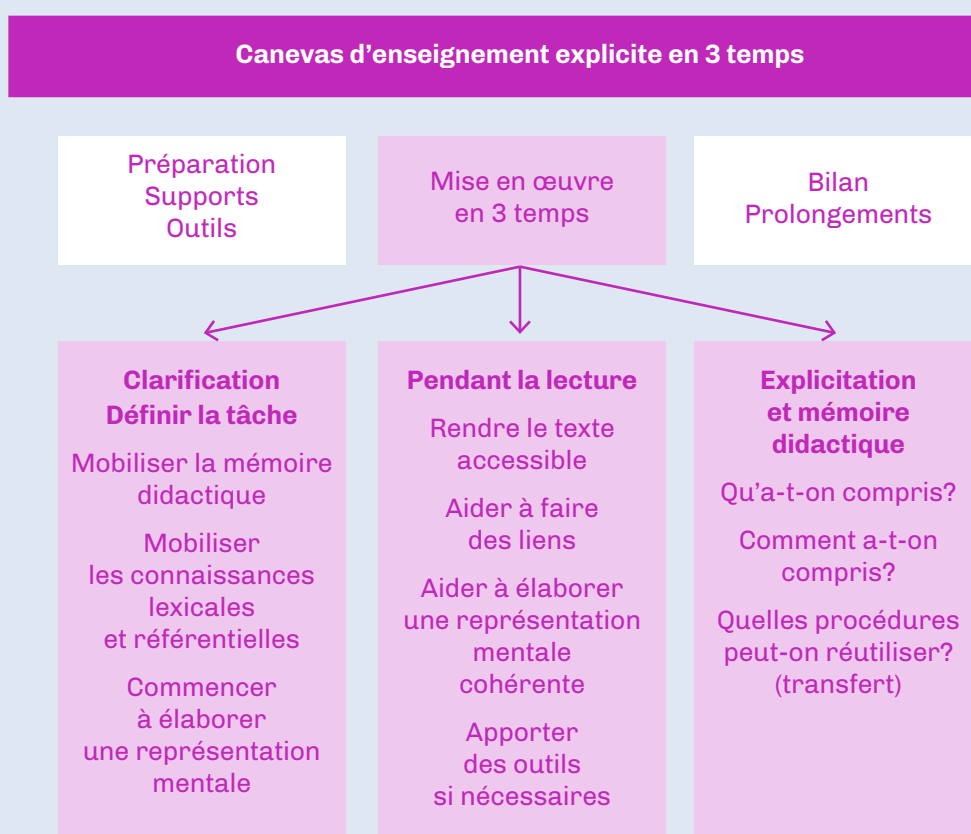 Canevas d’enseignement explicite en 3 temps
Préparation
Supports
Outils
Mise en œuvre
en 3 temps
Bilan
Prolongements
Clarification
Définir la tâche
Mobiliser la mémoire
didactique
Mobiliser
les connaissances
lexicales
et référentielles
Commencer
à élaborer
une représentation
mentale
Pendant la lecture
Rendre le texte
accessible
Aider à faire
des liens
Aider à élaborer
une représentation
mentale
cohérente
Apporter
des outils
si nécessaires
Explicitation
et mémoire
didactique
Qu’a-t-on compris?
Comment a-t-on
compris?
Quelles procédures
peut-on réutiliser?
(transfert)